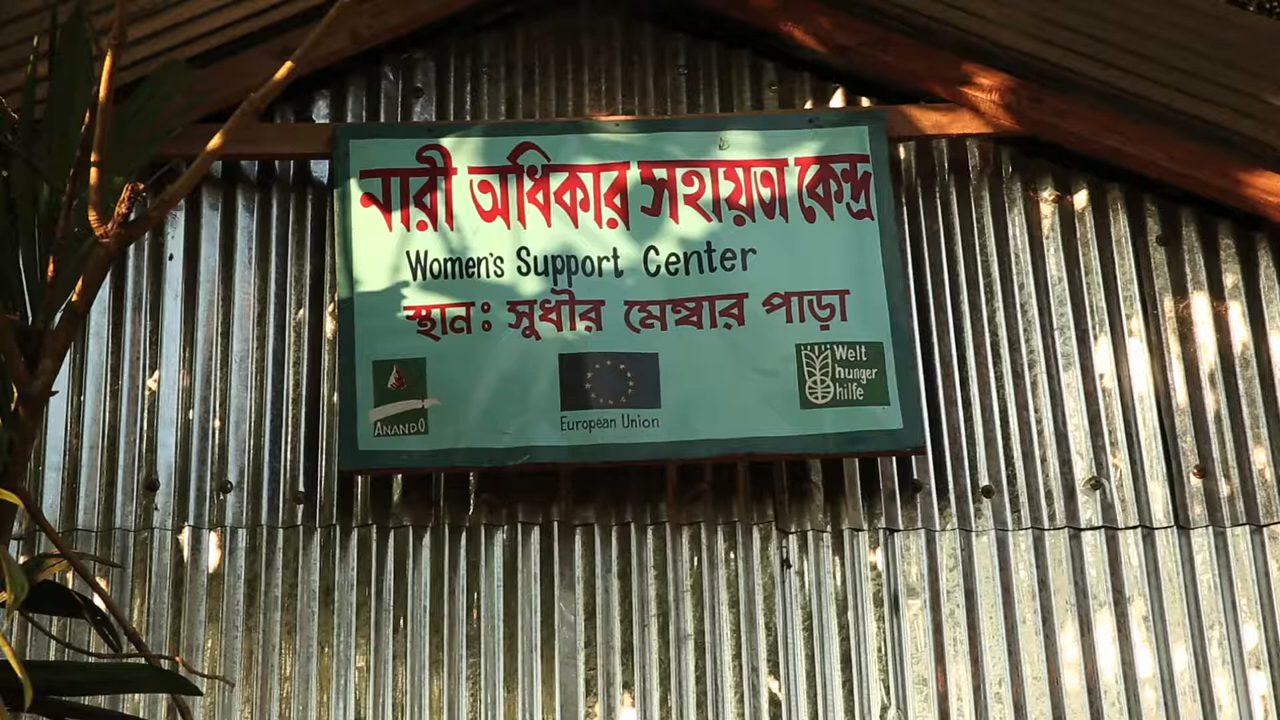 নারী অধিকার সহায়তা কেন্দ্র
Women's Support Center
স্থান: সুধীর মেম্বার পাড়া
ANANDO
European Union
Welt
hunger
hilfe